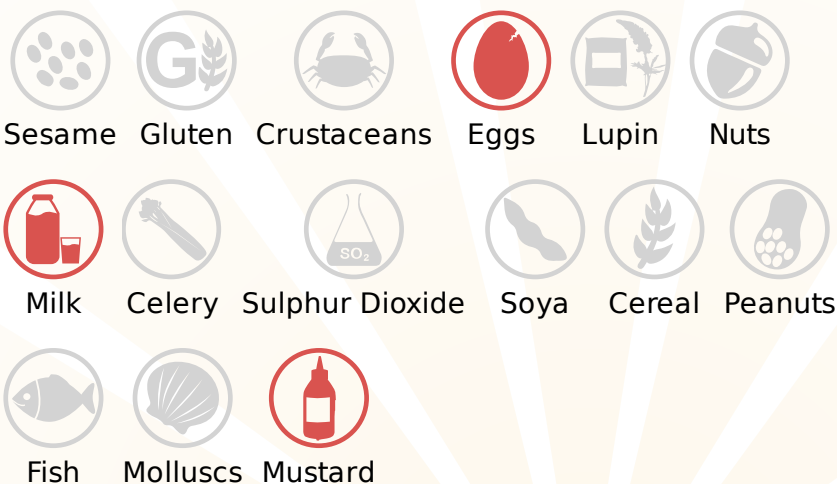 Sesame Gluten Crustaceans Eggs Lupin Nuts
SO₂
Milk Celery Sulphur Dioxide Soya Cereal Peanuts
Fish Molluscs Mustard